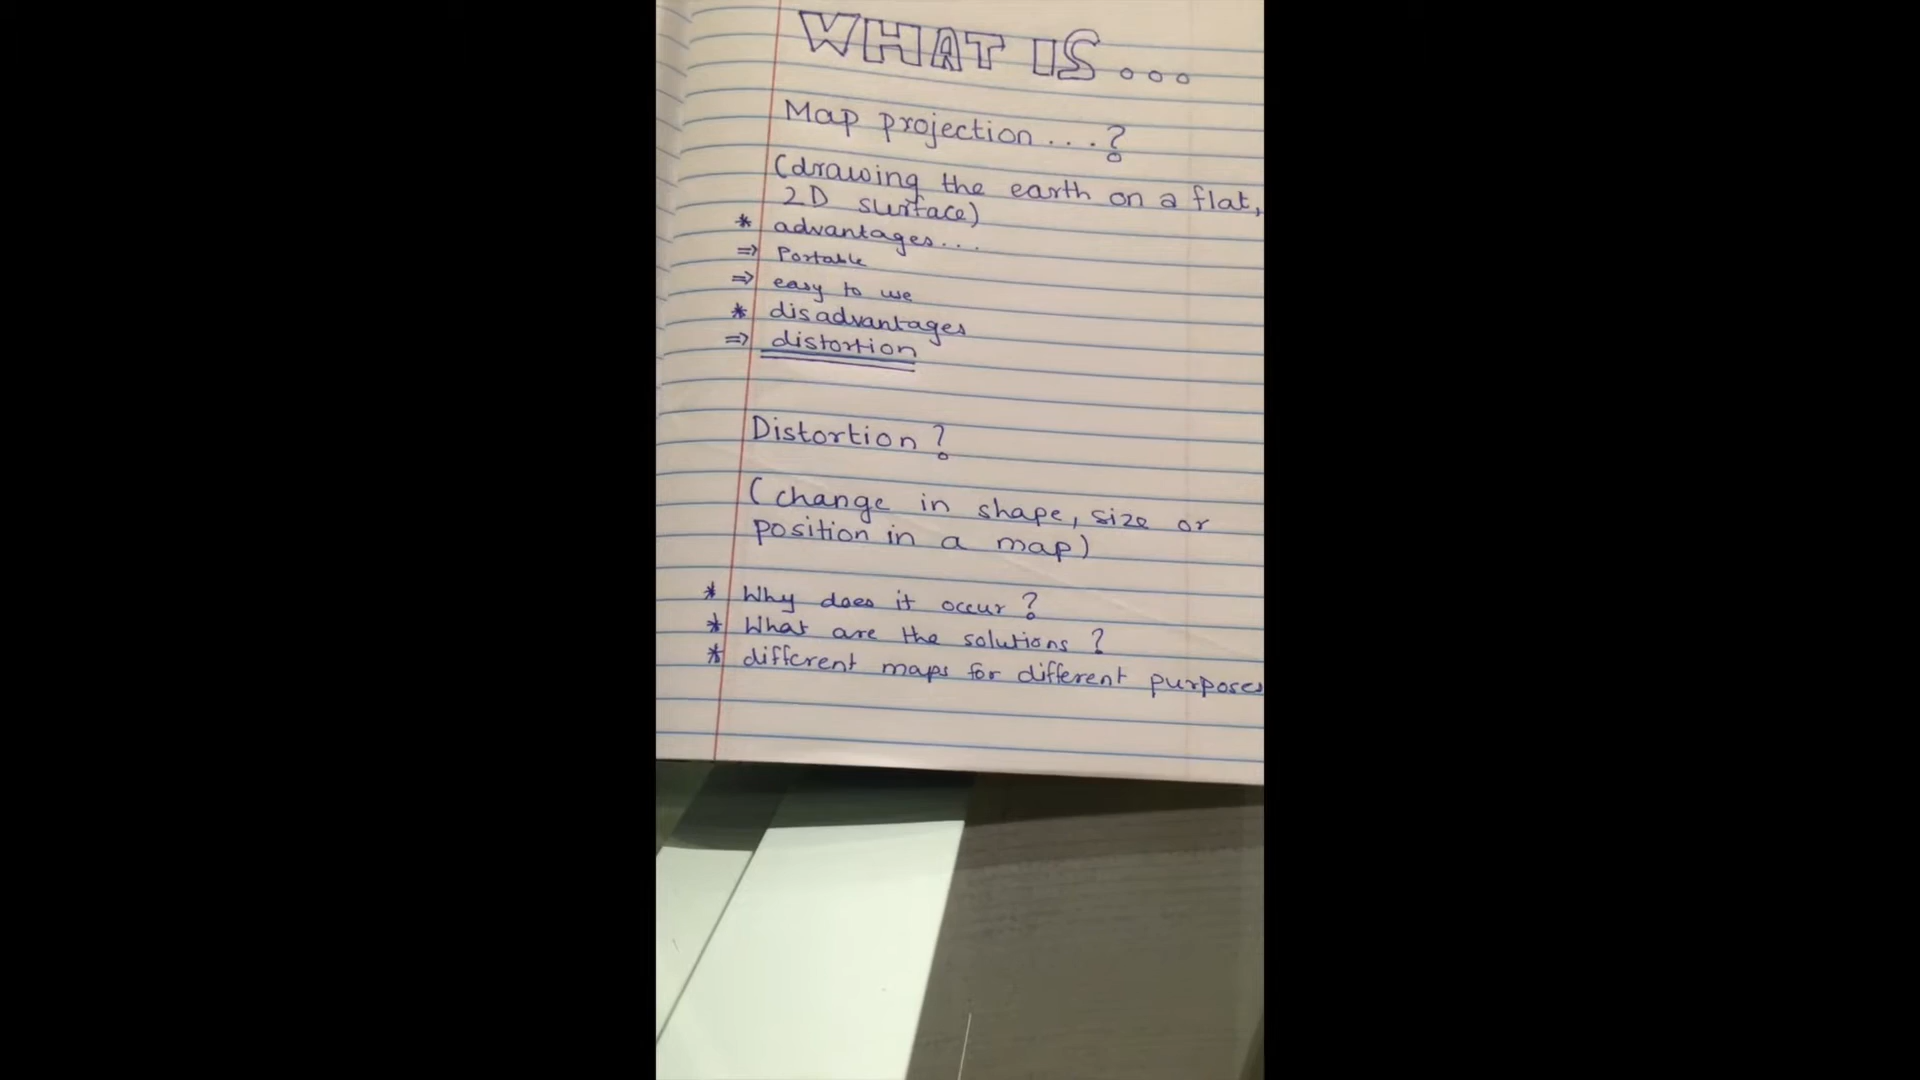 WHAT IS...
Map projection....?
(drawing the earth on a flat,
2D surface)
* advantages...
⇒ Portable
⇒ easy to use
* disadvantages
⇒ distortion
Distortion?
(change in shape, size or
position in a map)
* Why does it occur?
* What are the solutions?
* different maps for different purposes